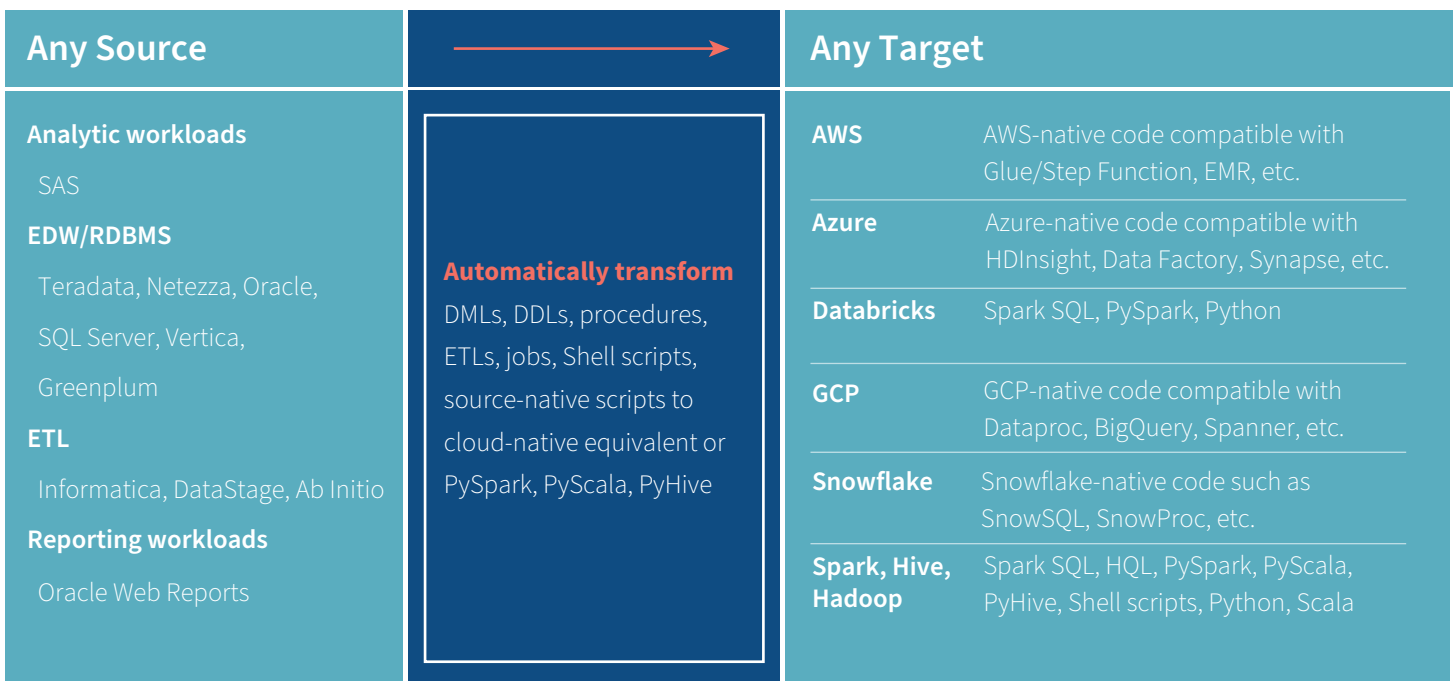 Any Source
Any Target
Analytic workloads
SAS
EDW/RDBMS
Teradata, Netezza, Oracle,
SQL Server, Vertica,
Greenplum
ETL
Informatica, DataStage, Ab Initio
Reporting workloads
Oracle Web Reports
Automatically transform
DMLs, DDLs, procedures,
ETLs, jobs, Shell scripts,
source-native scripts to
cloud-native equivalent or
PySpark, PyScala, PyHive
AWS
AWS-native code compatible with
Glue/Step Function, EMR, etc.
Azure
Azure-native code compatible with
HDInsight, Data Factory, Synapse, etc.
Databricks
Spark SQL, PySpark, Python
GCP
GCP-native code compatible with
Dataproc, BigQuery, Spanner, etc.
Snowflake
Snowflake-native code such as
SnowSQL, SnowProc, etc.
Spark, Hive,
Hadoop
Spark SQL, HQL, PySpark, PyScala,
PyHive, Shell scripts, Python, Scala